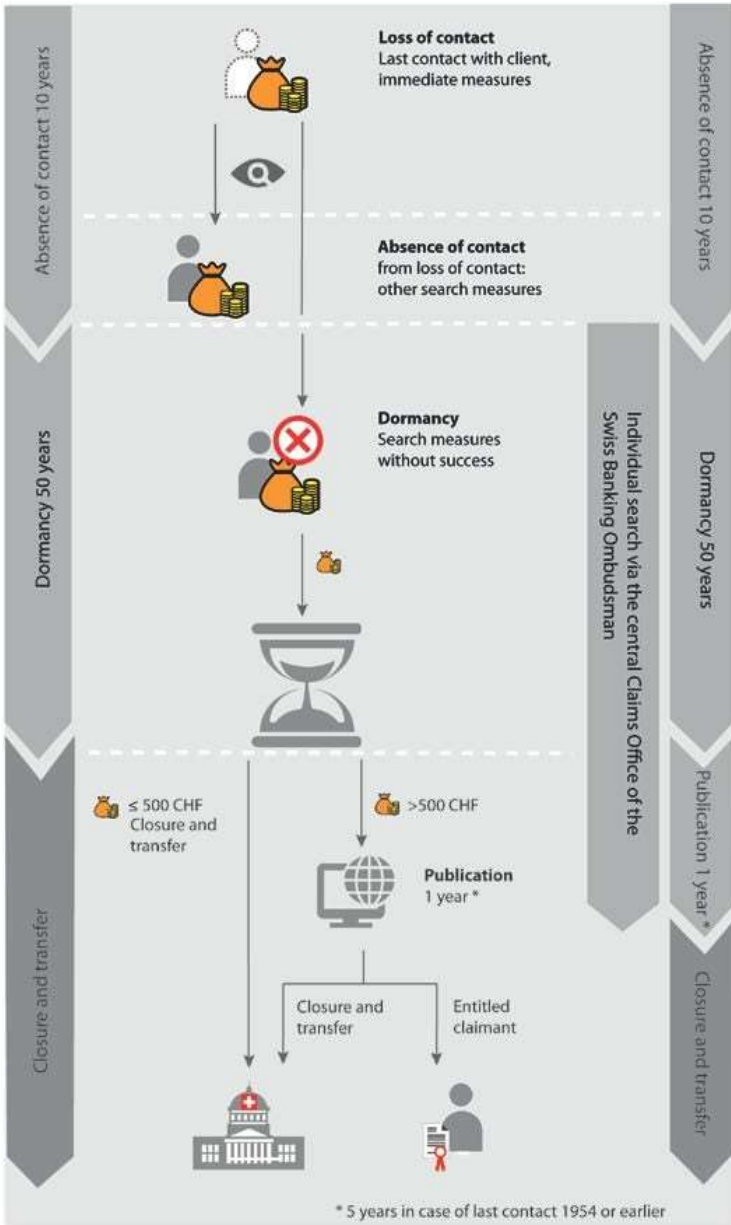 Absence of contact 10 years
Dormancy 50 years
Closure and transfer
Loss of contact
Last contact with client,
immediate measures
Absence of contact
from loss of contact:
other search measures
Dormancy
Search measures
without success
≤ 500 CHF
Closure and
transfer
>500 CHF
Publication
1 year *
Closure and
transfer
Entitled
claimant
Individual search via the central Claims Office of the
Swiss Banking Ombudsman
Absence of contact 10 years
Dormancy 50 years
Publication 1 year *
Closure and transfer
* 5 years in case of last contact 1954 or earlier